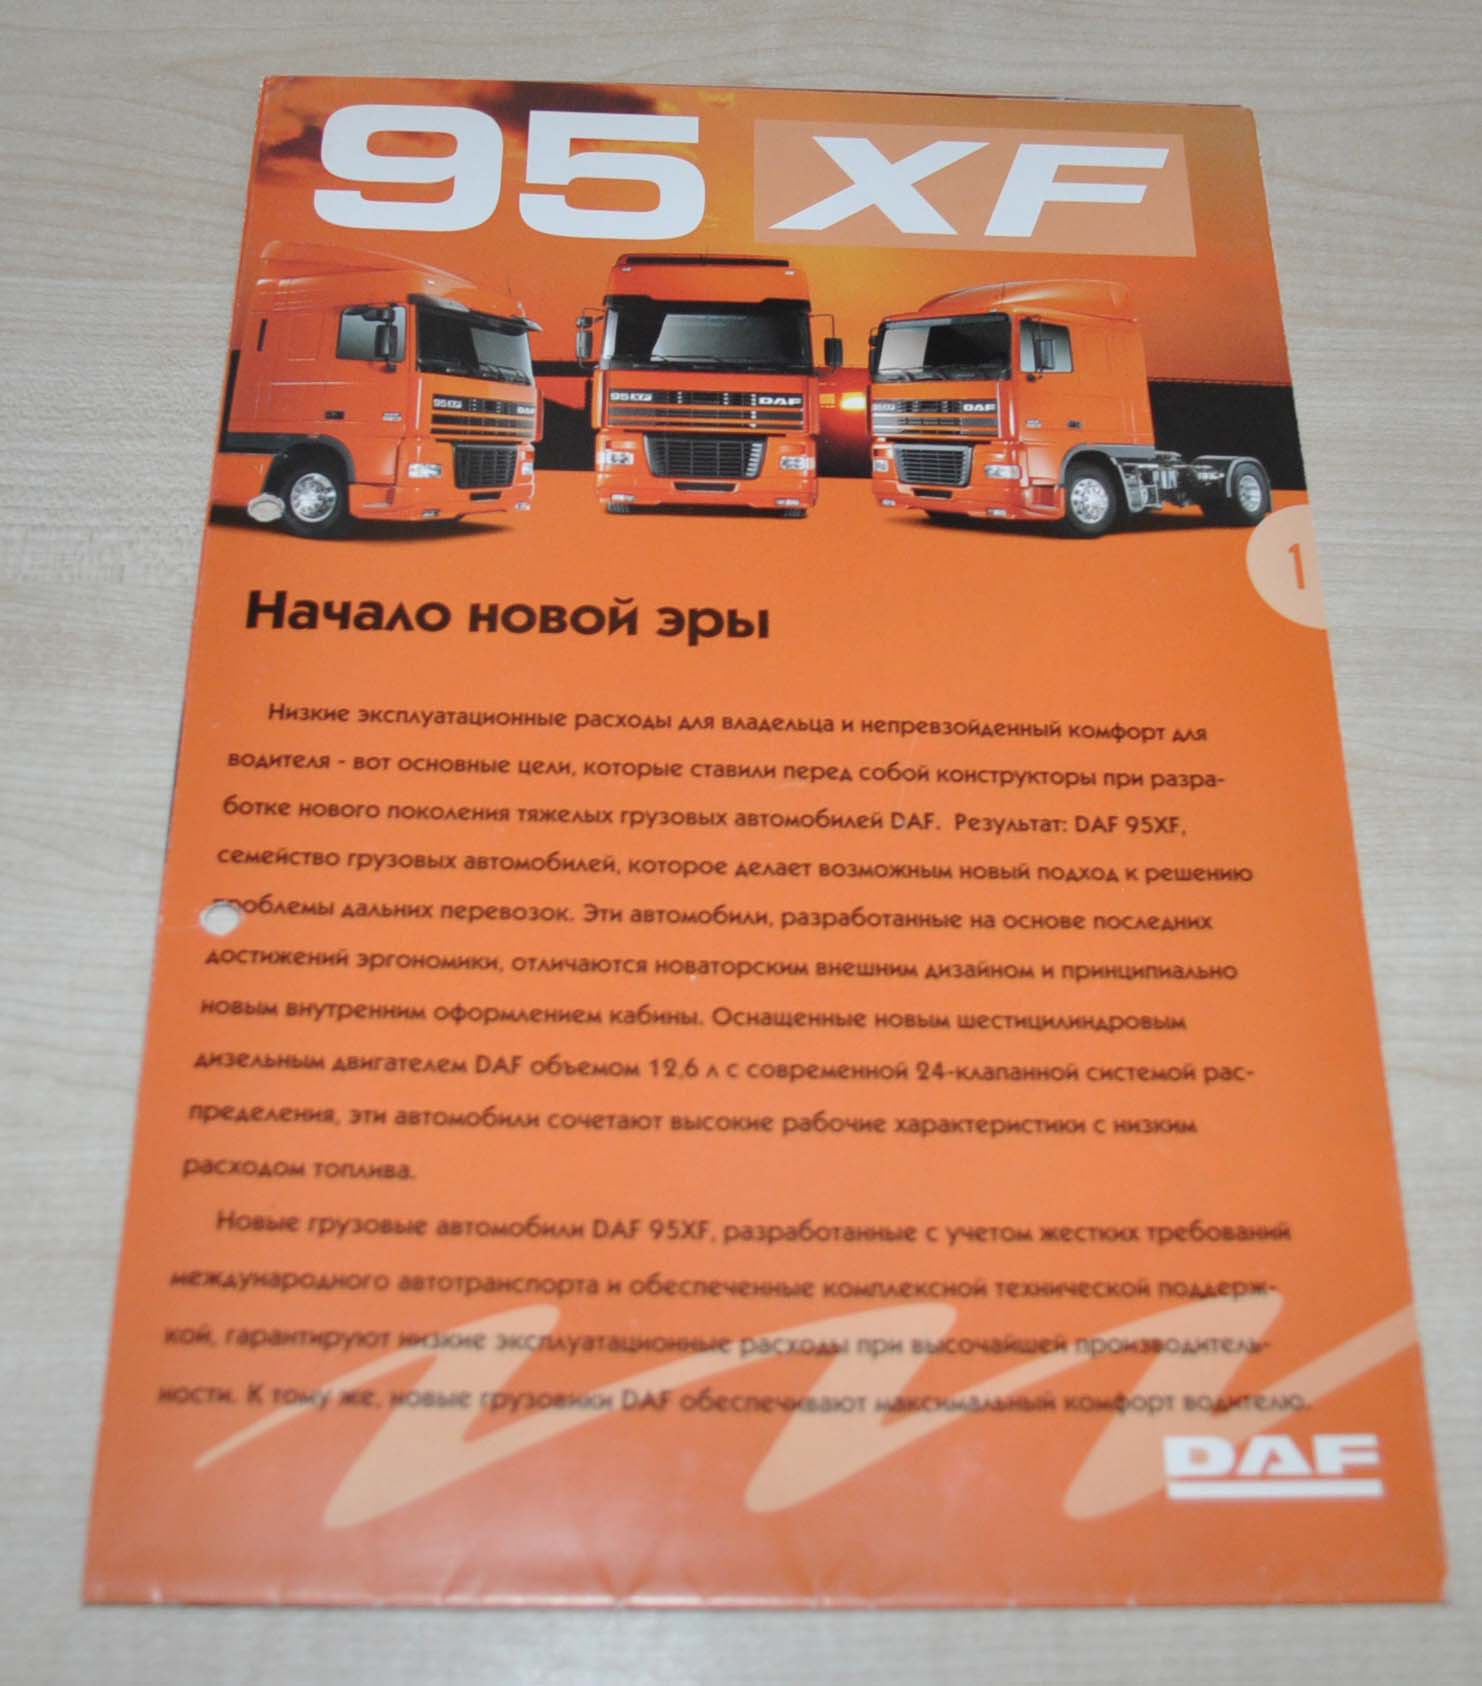 95 XF
95XF DAF
95XF DAF
95XF DAF
1
Начало новой эры
Низкие эксплуатационные расходы для владельца и непревзойденный комфорт для
водителя - вот основные цели, которые ставили перед собой конструкторы при разра-
ботке нового поколения тяжелых грузовых автомобилей DAF. Результат: DAF 95XF,
семейство грузовых автомобилей, которое делает возможным новый подход к решению
проблемы дальних перевозок. Эти автомобили, разработанные на основе последних
достижений эргономики, отличаются новаторским внешним дизайном и принципиально
новым внутренним оформлением кабины. Оснащенные новым шестицилиндровым
дизельным двигателем DAF объемом 12,6 л с современной 24-клапанной системой рас-
пределения, эти автомобили сочетают высокие рабочие характеристики с низким
расходом топлива.
Новые грузовые автомобили DAF 95XF, разработанные с учетом жестких требований
международного автотранспорта и обеспеченные комплексной технической поддерж-
кой, гарантируют низкие эксплуатационные расходы при высочайшей производитель-
ности. К тому же, новые грузовики DAF обеспечивают максимальный комфорт водителю.
DAF